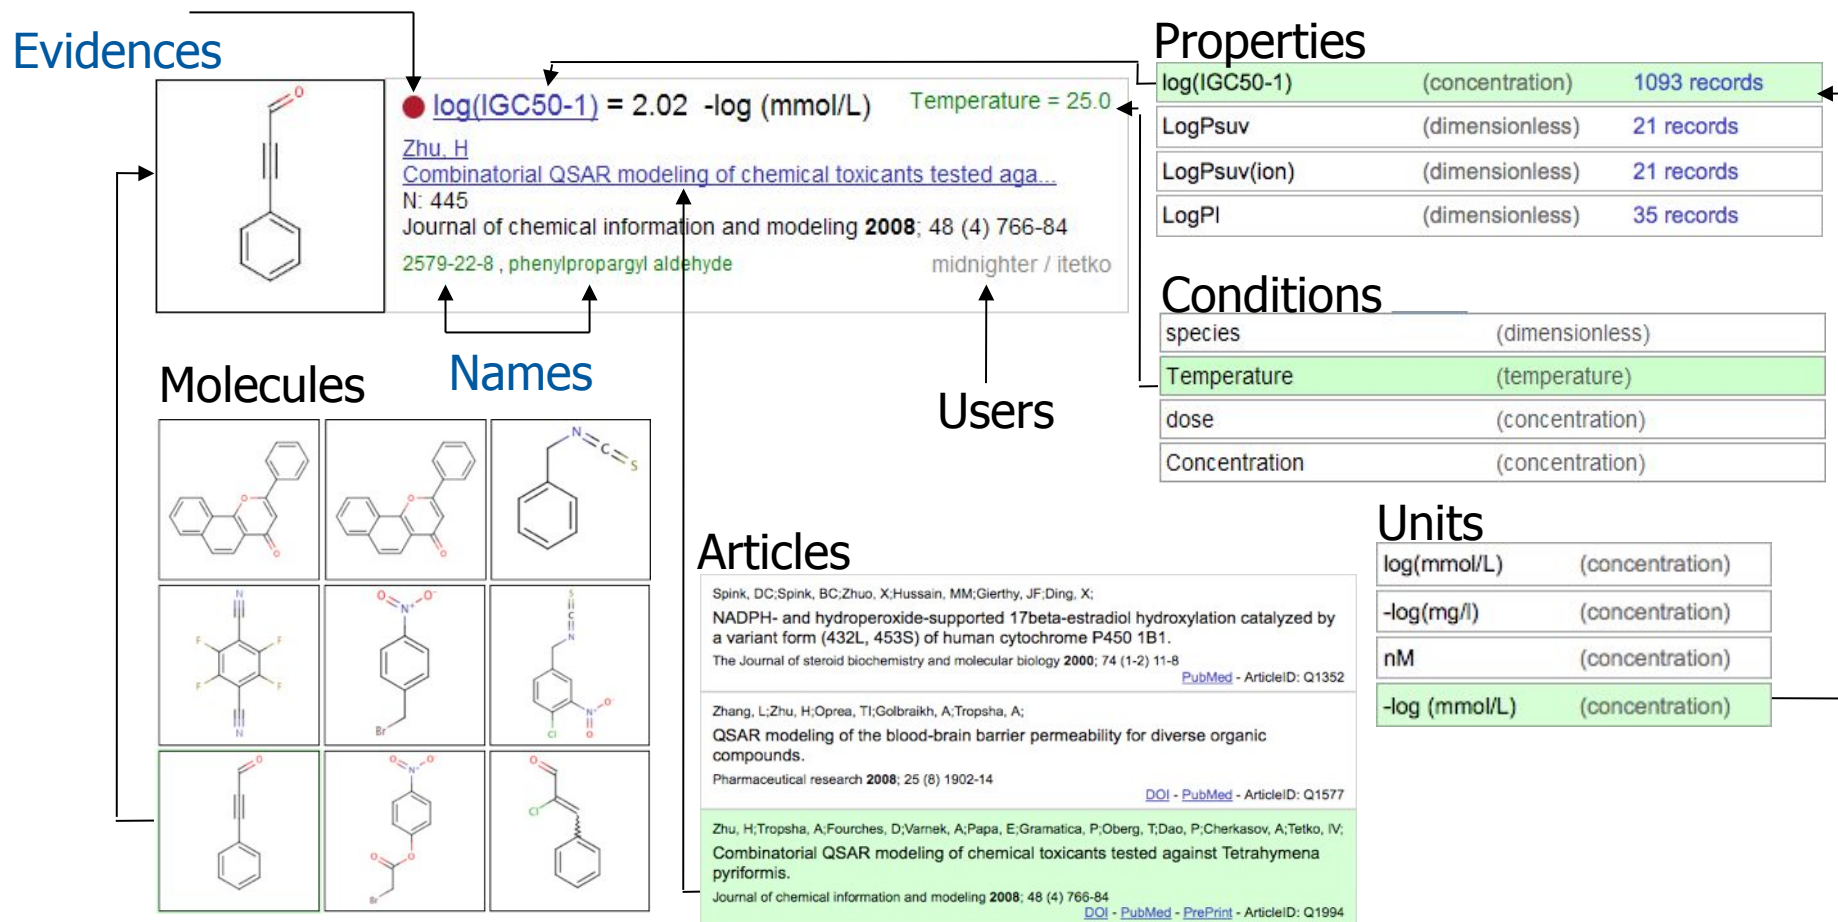 Evidences
log(IGC50-1) = 2.02 -log (mmol/L) Temperature = 25.0
Zhu, H
Combinatorial QSAR modeling of chemical toxicants tested aga...
N: 445
Journal of chemical information and modeling 2008; 48 (4) 766-84
2579-22-8 , phenylpropargyl aldehyde midnighter / itetko
O
Properties
log(IGC50-1) (concentration) 1093 records
LogPsuv (dimensionless) 21 records
LogPsuv(ion) (dimensionless) 21 records
LogPI (dimensionless) 35 records
Conditions
species (dimensionless)
Temperature (temperature)
dose (concentration)
Concentration (concentration)
Names
Users
Molecules
O O
O O
N C S
N F F F F N
O N+ O- Br
S C N N+ O- O Cl
O
O N+ O- O O Br
O Cl
Articles
Spink, DC;Spink, BC;Zhuo, X;Hussain, MM;Gierthy, JF;Ding, X;
NADPH- and hydroperoxide-supported 17beta-estradiol hydroxylation catalyzed by
a variant form (432L, 453S) of human cytochrome P450 1B1.
The Journal of steroid biochemistry and molecular biology 2000; 74 (1-2) 11-8
PubMed - ArticleID: Q1352
Zhang, L;Zhu, H;Oprea, TI;Golbraikh, A;Tropsha, A;
QSAR modeling of the blood-brain barrier permeability for diverse organic
compounds.
Pharmaceutical research 2008; 25 (8) 1902-14
DOI - PubMed - ArticleID: Q1577
Zhu, H;Tropsha, A;Fourches, D;Varnek, A;Papa, E;Gramatica, P;Oberg, T;Dao, P;Cherkasov, A;Tetko, IV;
Combinatorial QSAR modeling of chemical toxicants tested against Tetrahymena
pyriformis.
Journal of chemical information and modeling 2008; 48 (4) 766-84
DOI - PubMed - PrePrint - ArticleID: Q1994
Units
log(mmol/L) (concentration)
-log(mg/l) (concentration)
nM (concentration)
-log (mmol/L) (concentration)